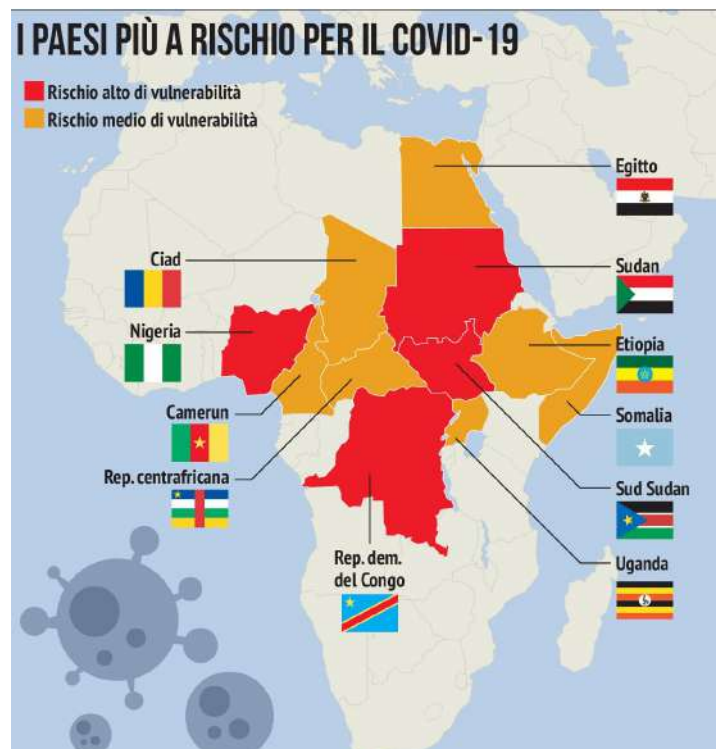 I PAESI PIÙ A RISCHIO PER IL COVID-19
Rischio alto di vulnerabilità
Rischio medio di vulnerabilità
Egitto
Ciad
Sudan
Nigeria
Etiopia
Camerun
Somalia
Rep. centrafricana
Sud Sudan
Rep. dem.
del Congo
Uganda